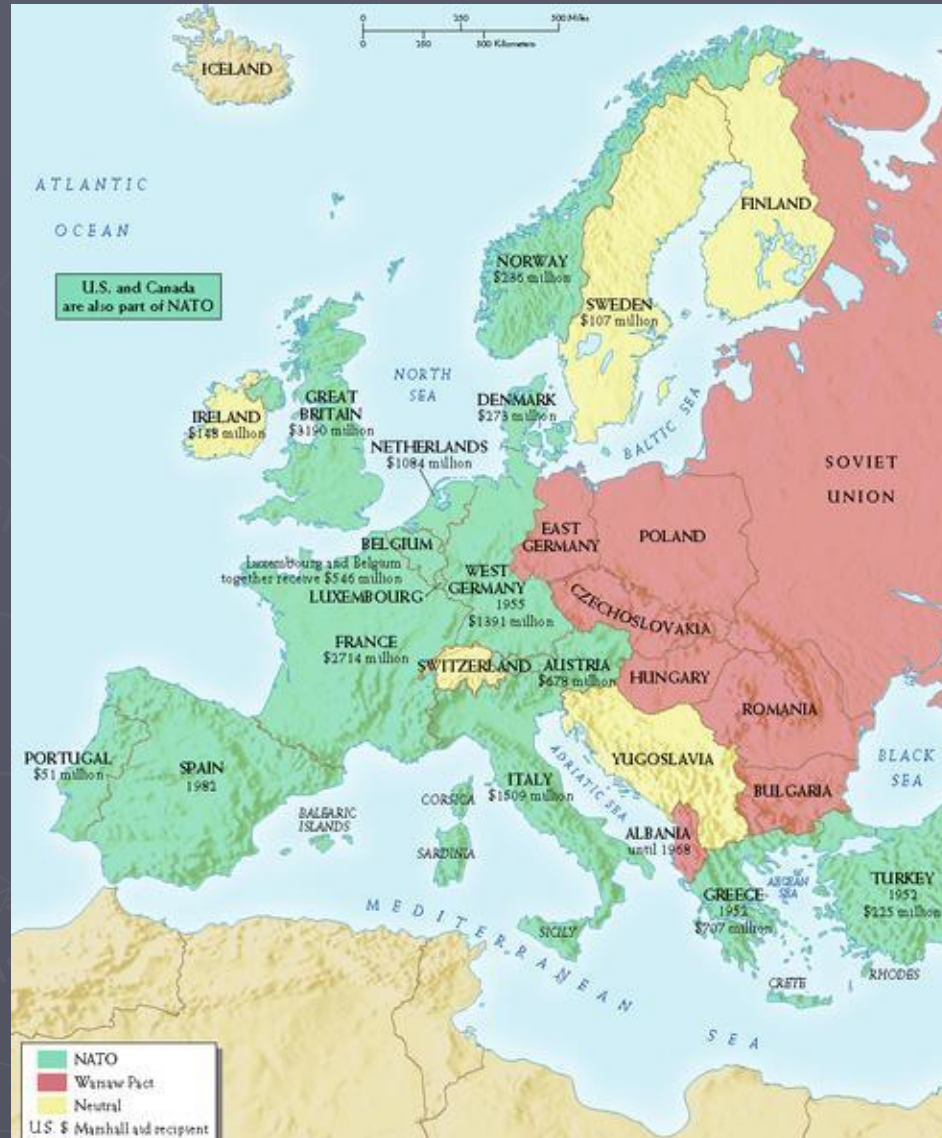 0 250 500 Miles
0 250 500 Kilometers
ICELAND
ATLANTIC
OCEAN
U.S. and Canada
are also part of NATO
NORWAY
$236 million
FINLAND
SWEDEN
$107 million
NORTH
SEA
IRELAND
$148 million
GREAT
BRITAIN
$3190 million
DENMARK
$273 million
NETHERLANDS
$1084 million
BALTIC SEA
SOVIET
UNION
EAST
GERMANY
POLAND
BELGIUM
Luxembourg and Belgium
together receive $546 million
LUXEMBOURG
WEST
GERMANY
1955
$1391 million
CZECHOSLOVAKIA
FRANCE
$2714 million
SWITZERLAND
AUSTRIA
$678 million
HUNGARY
ROMANIA
PORTUGAL
$51 million
SPAIN
1982
YUGOSLAVIA
BLACK
SEA
ITALY
$1509 million
ADRIATIC SEA
BULGARIA
CORSICA
BALEARIC
ISLANDS
SARDINIA
ALBANIA
until 1968
GREECE
1952
$707 million
AEGEAN
SEA
TURKEY
1952
$225 million
MEDITERRANEAN SEA
SICILY
CRETE
RHODES
NATO
Warsaw Pact
Neutral
U.S. $ Marshall aid recipient